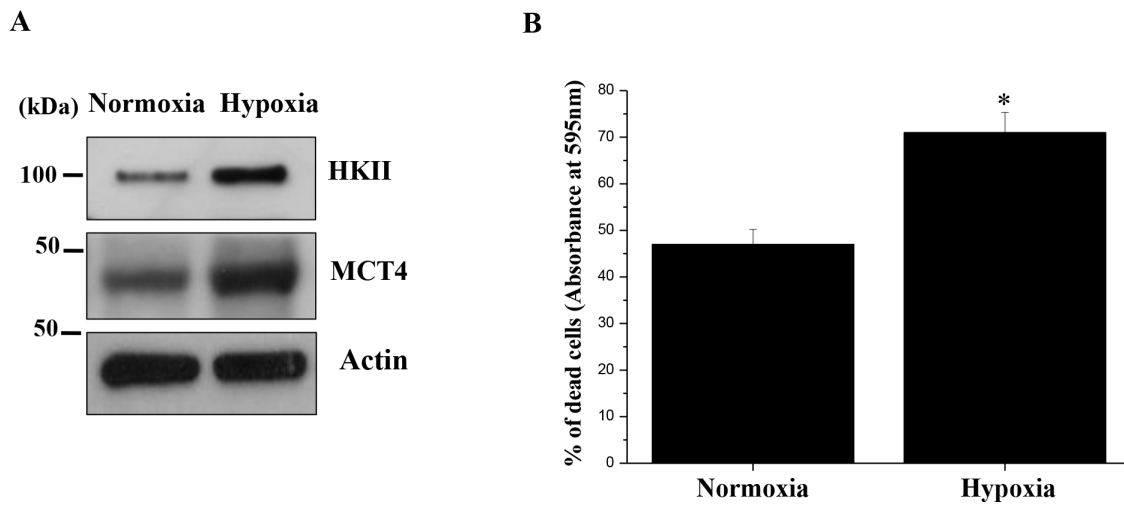 A
(kDa) Normoxia Hypoxia
100
HKII
50
MCT4
50
Actin
B
% of dead cells (Absorbance at 595nm)
80
70
60
50
40
30
20
10
0
*
Normoxia
Hypoxia